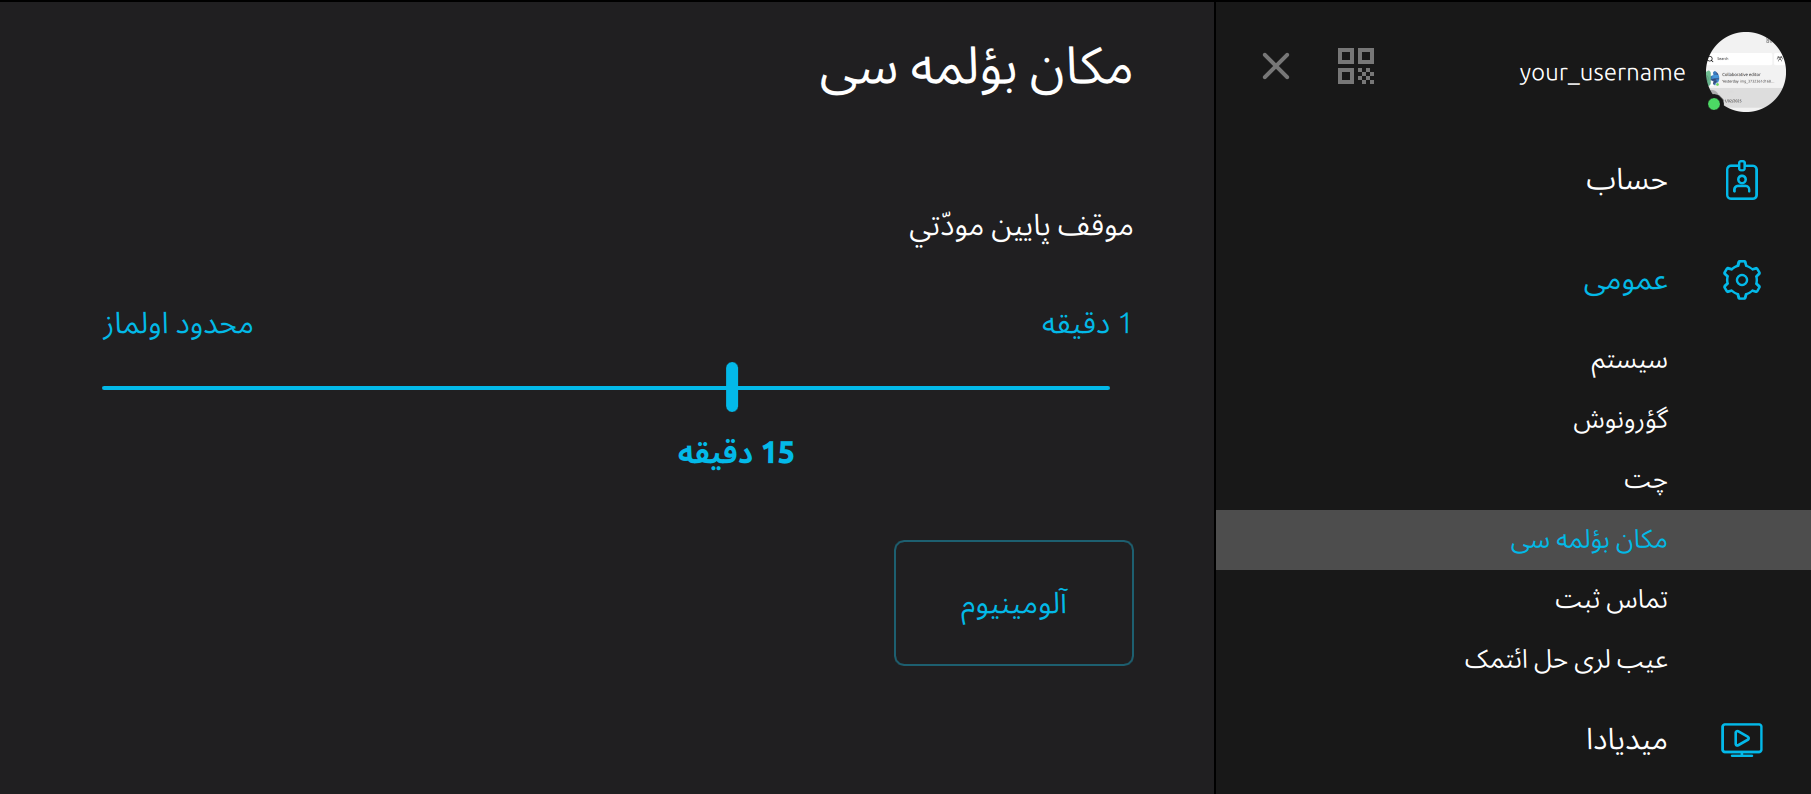 your_username
حساب
عمومی
سیستم
گؤرونوش
چت
مکان بؤلمه سی
تماس ثبت
عیب لری حل ائتمک
میدیادا
مکان بؤلمه سی
موقف پایین مودّتي
1 دقیقه
محدود اولماز
15 دقیقه
آلومینیوم